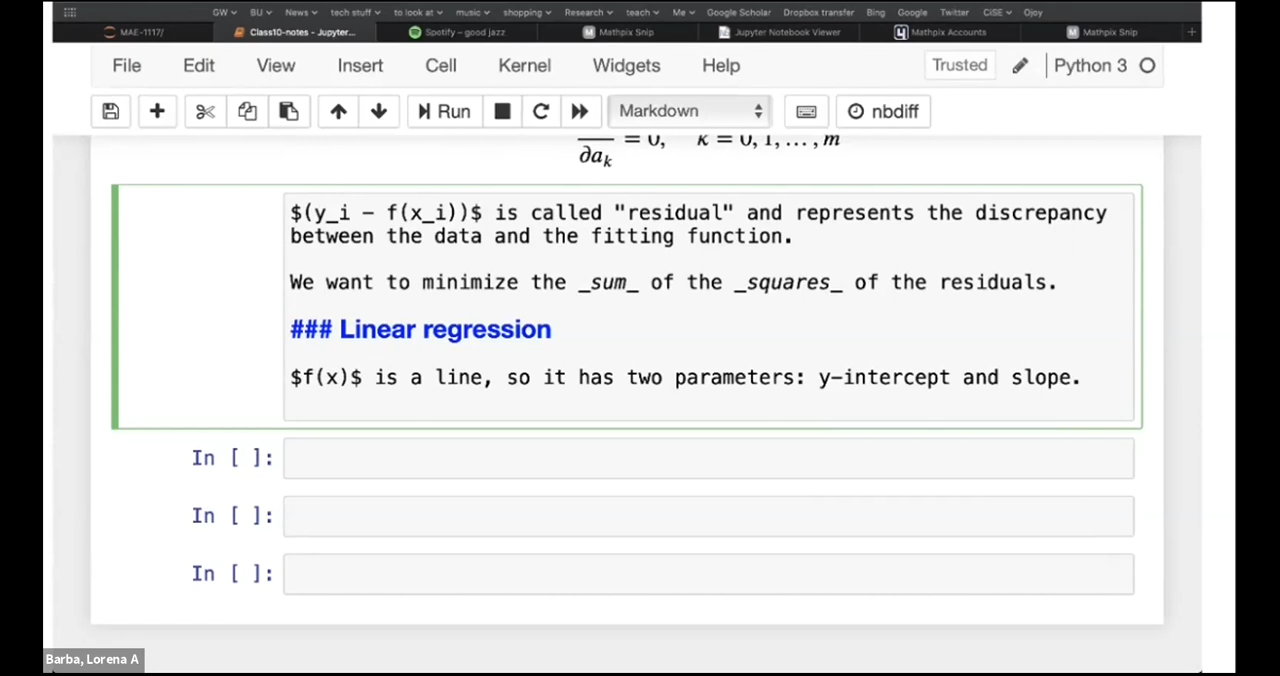 GW BU News tech stuff to look at music shopping Research teach Me Google Scholar Dropbox transfer Bing Google Twitter CiSE Ojoy
MAE-1117/ Class10-notes - Jupyter... Spotify – good jazz Mathpix Snip Jupyter Notebook Viewer Mathpix Accounts Mathpix Snip
File Edit View Insert Cell Kernel Widgets Help Trusted Python 3
Run Markdown nbdiff
∂aₖ = 0, k = 0, 1, … , m
$(y_i - f(x_i))$ is called "residual" and represents the discrepancy
between the data and the fitting function.
We want to minimize the _sum_ of the _squares_ of the residuals.
### Linear regression
$f(x)$ is a line, so it has two parameters: y-intercept and slope.
In [ ]:
In [ ]:
In [ ]:
Barba, Lorena A